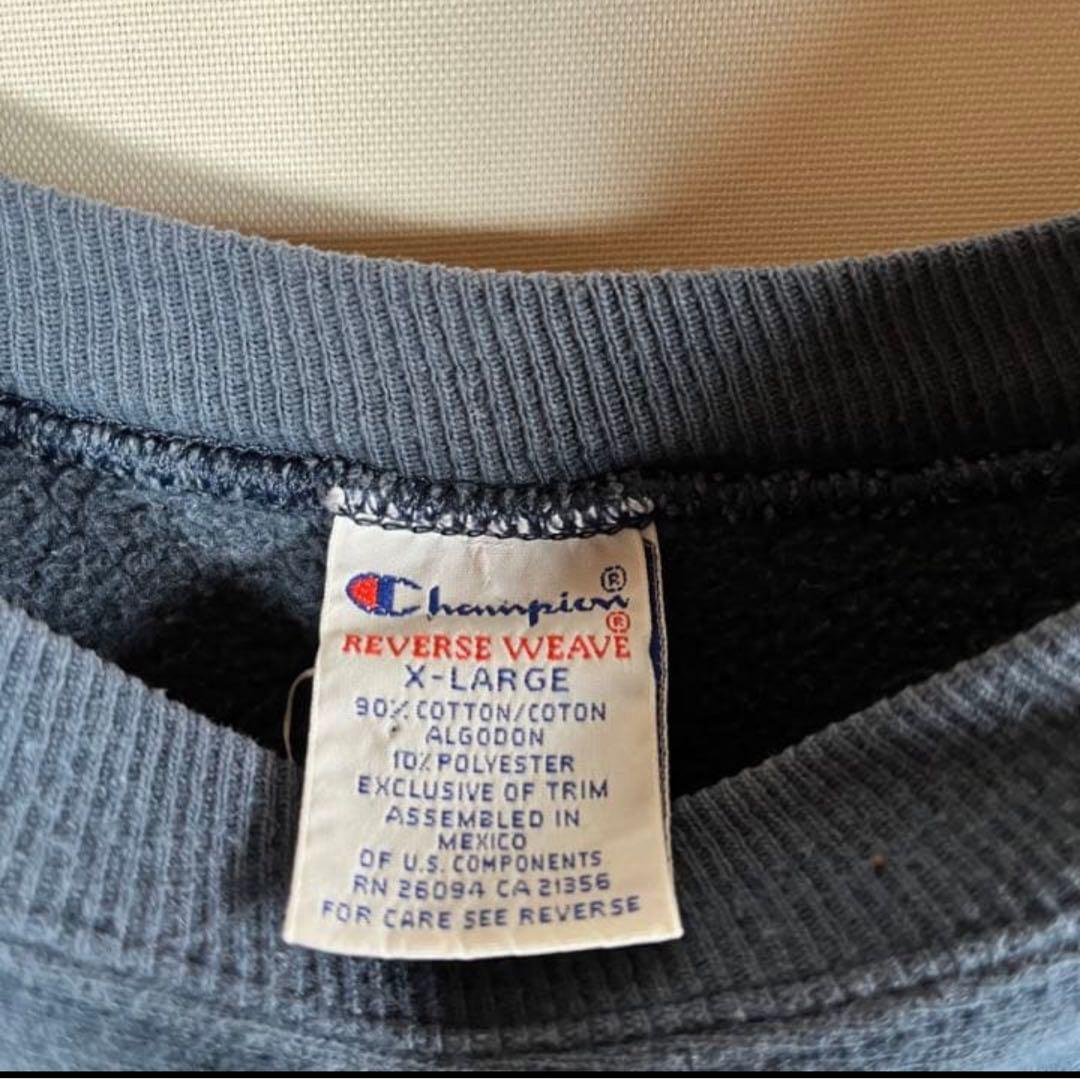 Champion®
REVERSE WEAVE®
X-LARGE
90% COTTON/COTON
ALGODON
10% POLYESTER
EXCLUSIVE OF TRIM
ASSEMBLED IN
MEXICO
OF U.S. COMPONENTS
RN 26094 CA 21356
FOR CARE SEE REVERSE